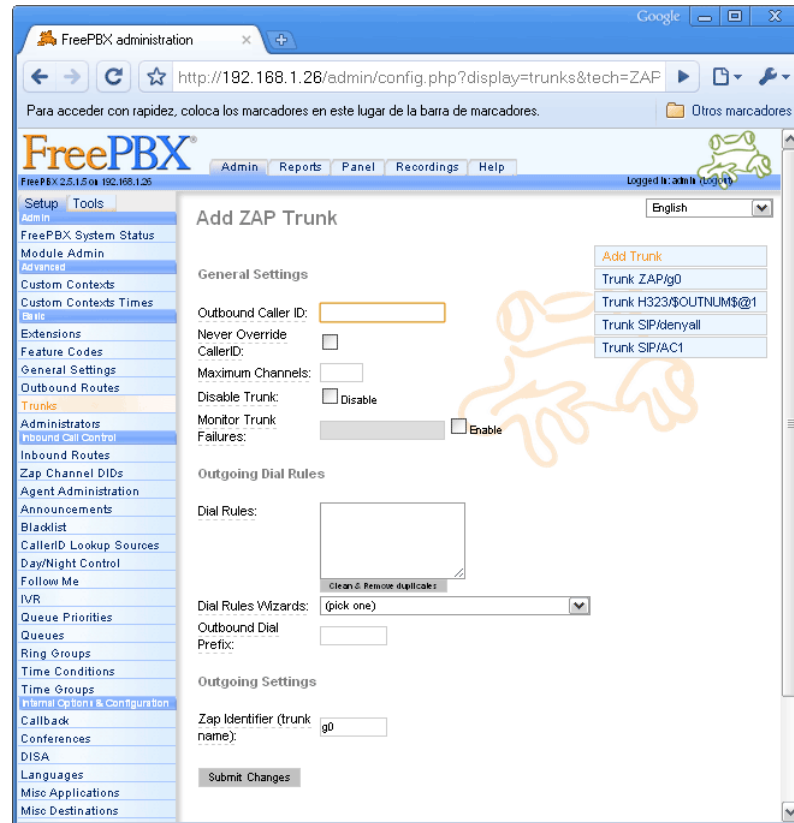 Google
FreePBX administration
http://192.168.1.26/admin/config.php?display=trunks&tech=ZAP
Para acceder con rapidez, coloca los marcadores en este lugar de la barra de marcadores.
Otros marcadores
FreePBX®
Admin Reports Panel Recordings Help
FreePBX 2.5.1.5 on 192.168.1.26
Logged in: admin (Logout)
Setup Tools
English
Admin
FreePBX System Status
Module Admin
Advanced
Custom Contexts
Custom Contexts Times
Basic
Extensions
Feature Codes
General Settings
Outbound Routes
Trunks
Administrators
Inbound Call Control
Inbound Routes
Zap Channel DIDs
Agent Administration
Announcements
Blacklist
CallerID Lookup Sources
Day/Night Control
Follow Me
IVR
Queue Priorities
Queues
Ring Groups
Time Conditions
Time Groups
Internal Options & Configuration
Callback
Conferences
DISA
Languages
Misc Applications
Misc Destinations
Add ZAP Trunk
General Settings
Outbound Caller ID:
Never Override
CallerID:
Maximum Channels:
Disable Trunk: Disable
Monitor Trunk
Failures: Enable
Outgoing Dial Rules
Dial Rules:
Clean & Remove duplicates
Dial Rules Wizards: (pick one)
Outbound Dial
Prefix:
Outgoing Settings
Zap Identifier (trunk
name): g0
Submit Changes
Add Trunk
Trunk ZAP/g0
Trunk H323/$OUTNUM$@1
Trunk SIP/denyall
Trunk SIP/AC1